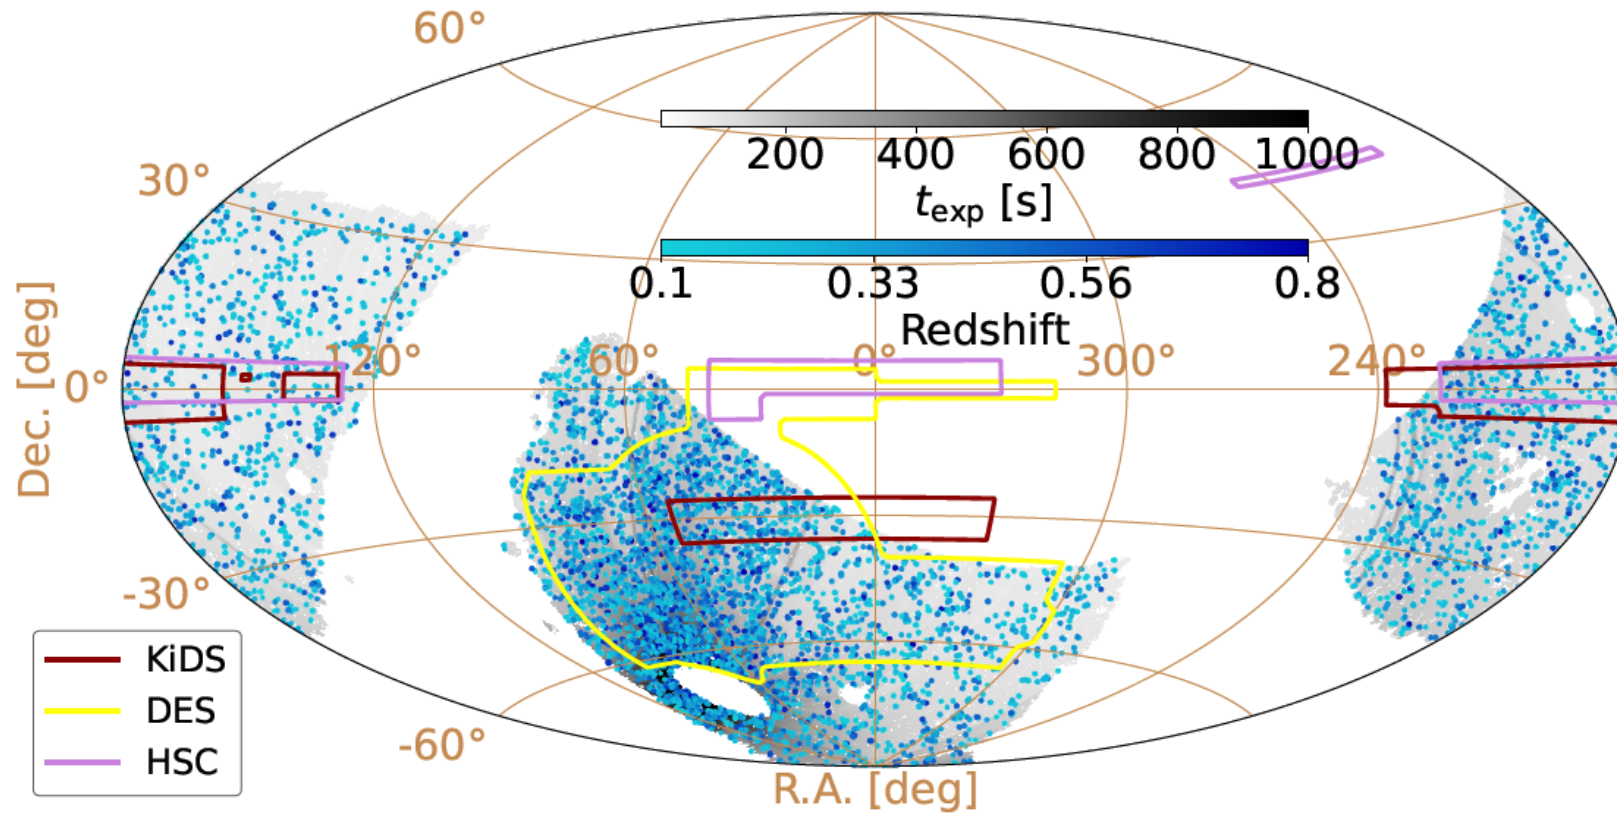 60°
30°
200 400 600 800 1000
t_exp [s]
0.1 0.33 0.56 0.8
Redshift
Dec. [deg]
0°
120° 60° 0° 300° 240°
-30°
-60°
R.A. [deg]
KiDS
DES
HSC